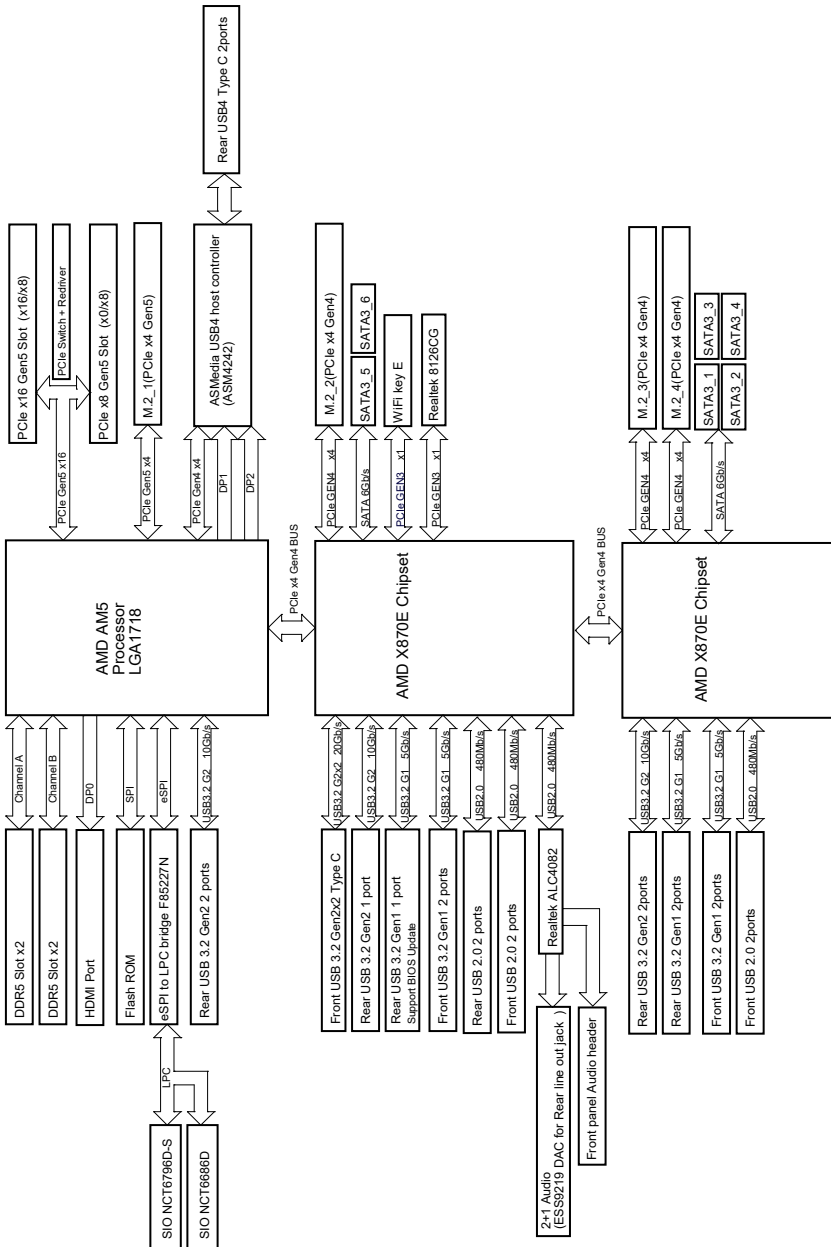 PCIe x16 Gen5 Slot (x16/x8)
PCIe Switch + Redriver
PCIe x8 Gen5 Slot (x0/x8)
M.2_1(PCIe x4 Gen5)
ASMedia USB4 host controller
(ASM4242)
Rear USB4 Type C 2ports
PCIe Gen5 x16
PCIe Gen5 x4
PCIe Gen4 x4
DP1
DP2
AMD AM5
Processor
LGA1718
Channel A
Channel B
DP0
SPI
eSPI
USB3.2 G2 10Gb/s
DDR5 Slot x2
DDR5 Slot x2
HDMI Port
Flash ROM
eSPI to LPC bridge F85227N
Rear USB 3.2 Gen2 2 ports
LPC
SIO NCT6796D-S
SIO NCT6686D
PCIe x4 Gen4 BUS
M.2_2(PCIe x4 Gen4)
SATA3_5
SATA3_6
WiFi key E
Realtek 8126CG
PCIe GEN4 x4
SATA 6Gb/s
PCIe GEN3 x1
PCIe GEN3 x1
AMD X870E Chipset
USB3.2 G2x2 20Gb/s
USB3.2 G2 10Gb/s
USB3.2 G1 5Gb/s
USB3.2 G1 5Gb/s
USB2.0 480Mb/s
USB2.0 480Mb/s
USB2.0 480Mb/s
Front USB 3.2 Gen2x2 Type C
Rear USB 3.2 Gen2 1 port
Rear USB 3.2 Gen1 1 port
Support BIOS Update
Front USB 3.2 Gen1 2 ports
Rear USB 2.0 2 ports
Front USB 2.0 2 ports
Realtek ALC4082
2+1 Audio
(ESS9219 DAC for Rear line out jack )
Front panel Audio header
PCIe x4 Gen4 BUS
M.2_3(PCIe x4 Gen4)
M.2_4(PCIe x4 Gen4)
SATA3_1
SATA3_3
SATA3_2
SATA3_4
PCIe GEN4 x4
PCIe GEN4 x4
SATA 6Gb/s
AMD X870E Chipset
USB3.2 G2 10Gb/s
USB3.2 G1 5Gb/s
USB3.2 G1 5Gb/s
USB2.0 480Mb/s
Rear USB 3.2 Gen2 2ports
Rear USB 3.2 Gen1 2ports
Front USB 3.2 Gen1 2ports
Front USB 2.0 2ports